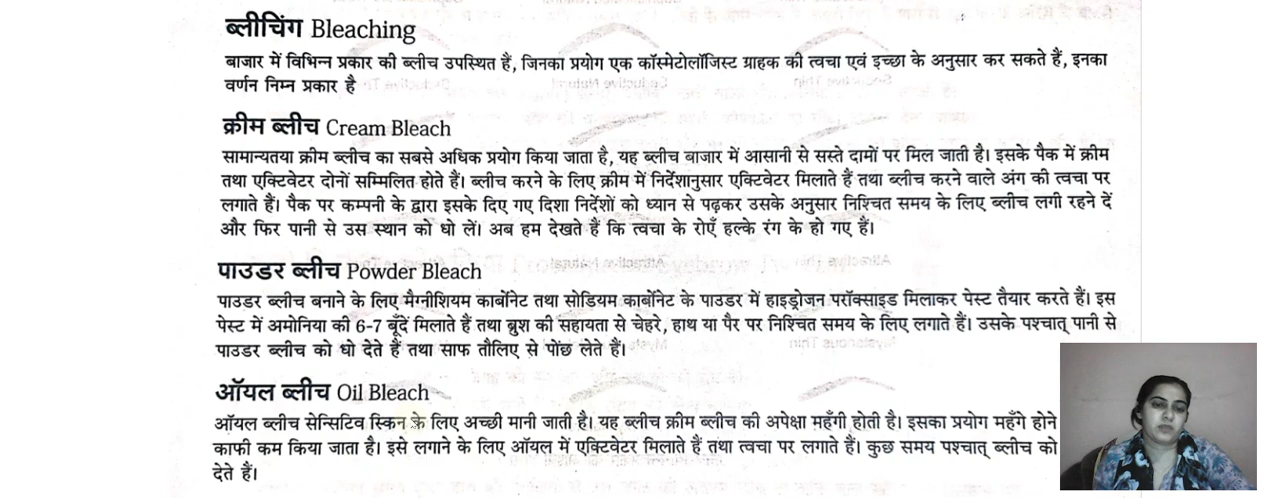 ब्लीचिंग Bleaching
बाजार में विभिन्न प्रकार की ब्लीच उपस्थित हैं, जिनका प्रयोग एक कॉस्मेटोलॉजिस्ट ग्राहक की त्वचा एवं इच्छा के अनुसार कर सकते हैं, इनका
वर्णन निम्न प्रकार है
क्रीम ब्लीच Cream Bleach
सामान्यतया क्रीम ब्लीच का सबसे अधिक प्रयोग किया जाता है, यह ब्लीच बाजार में आसानी से सस्ते दामों पर मिल जाती है। इसके पैक में क्रीम
तथा एक्टिवेटर दोनों सम्मिलित होते हैं। ब्लीच करने के लिए क्रीम में निर्देशानुसार एक्टिवेटर मिलाते हैं तथा ब्लीच करने वाले अंग की त्वचा पर
लगाते हैं। पैक पर कम्पनी के द्वारा इसके दिए गए दिशा निर्देशों को ध्यान से पढ़कर उसके अनुसार निश्चित समय के लिए ब्लीच लगी रहने दें
और फिर पानी से उस स्थान को धो लें। अब हम देखते हैं कि त्वचा के रोएँ हल्के रंग के हो गए हैं।
पाउडर ब्लीच Powder Bleach
पाउडर ब्लीच बनाने के लिए मैग्नीशियम कार्बोनेट तथा सोडियम कार्बोनेट के पाउडर में हाइड्रोजन परॉक्साइड मिलाकर पेस्ट तैयार करते हैं। इस
पेस्ट में अमोनिया की 6-7 बूँदें मिलाते हैं तथा ब्रुश की सहायता से चेहरे, हाथ या पैर पर निश्चित समय के लिए लगाते हैं। उसके पश्चात् पानी से
पाउडर ब्लीच को धो देते हैं तथा साफ तौलिए से पोंछ लेते हैं।
ऑयल ब्लीच Oil Bleach
ऑयल ब्लीच सेन्सिटिव स्किन के लिए अच्छी मानी जाती है। यह ब्लीच क्रीम ब्लीच की अपेक्षा महँगी होती है। इसका प्रयोग महँगे होने
काफी कम किया जाता है। इसे लगाने के लिए ऑयल में एक्टिवेटर मिलाते हैं तथा त्वचा पर लगाते हैं। कुछ समय पश्चात् ब्लीच को
देते हैं।